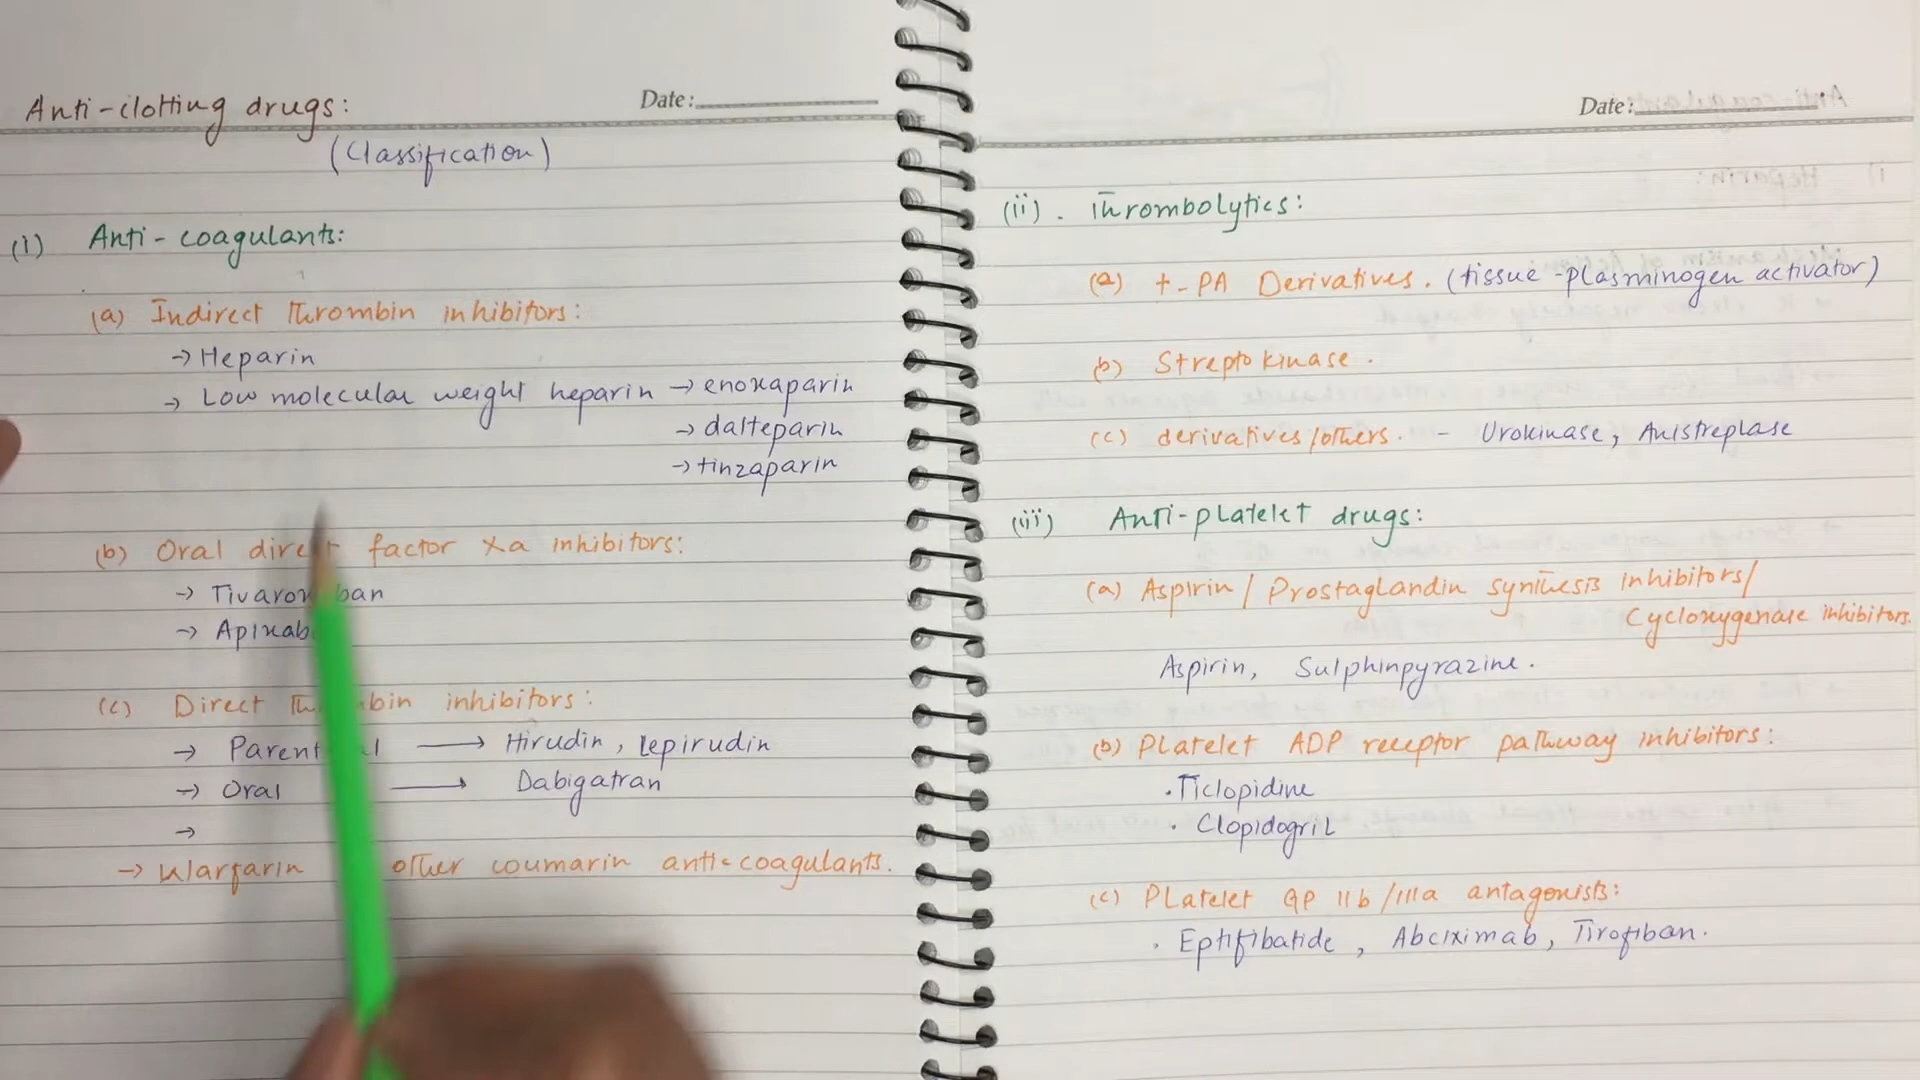 Anti-clotting drugs:
Date:
(Classification)
(i) Anti-coagulants:
(a) Indirect thrombin inhibitors:
→ Heparin
→ Low molecular weight heparin → enoxaparin
→ dalteparin
→ tinzaparin
(b) Oral direct factor Xa inhibitors:
→
→
(c) Direct inhibitors:
→ → Hirudin, lepirudin
→ Oral → Dabigatran
→
→ Warfarin other coumarin anti-coagulants.
Date:
(ii). Thrombolytics:
(a) t-PA Derivatives. (tissue-plasminogen activator)
(b) Streptokinase.
(c) derivatives/others. - Urokinase, Anistreplase
(iii) Anti-platelet drugs:
(a) Aspirin/Prostaglandin synthesis inhibitors/
Cycloxygenase inhibitors.
Aspirin, Sulphinpyrazine.
(b) Platelet ADP receptor pathway inhibitors:
. Ticlopidine
. Clopidogril
(c) Platelet GP IIb/IIIa antagonists:
. Eptifibatide, Abciximab, Tirofiban.